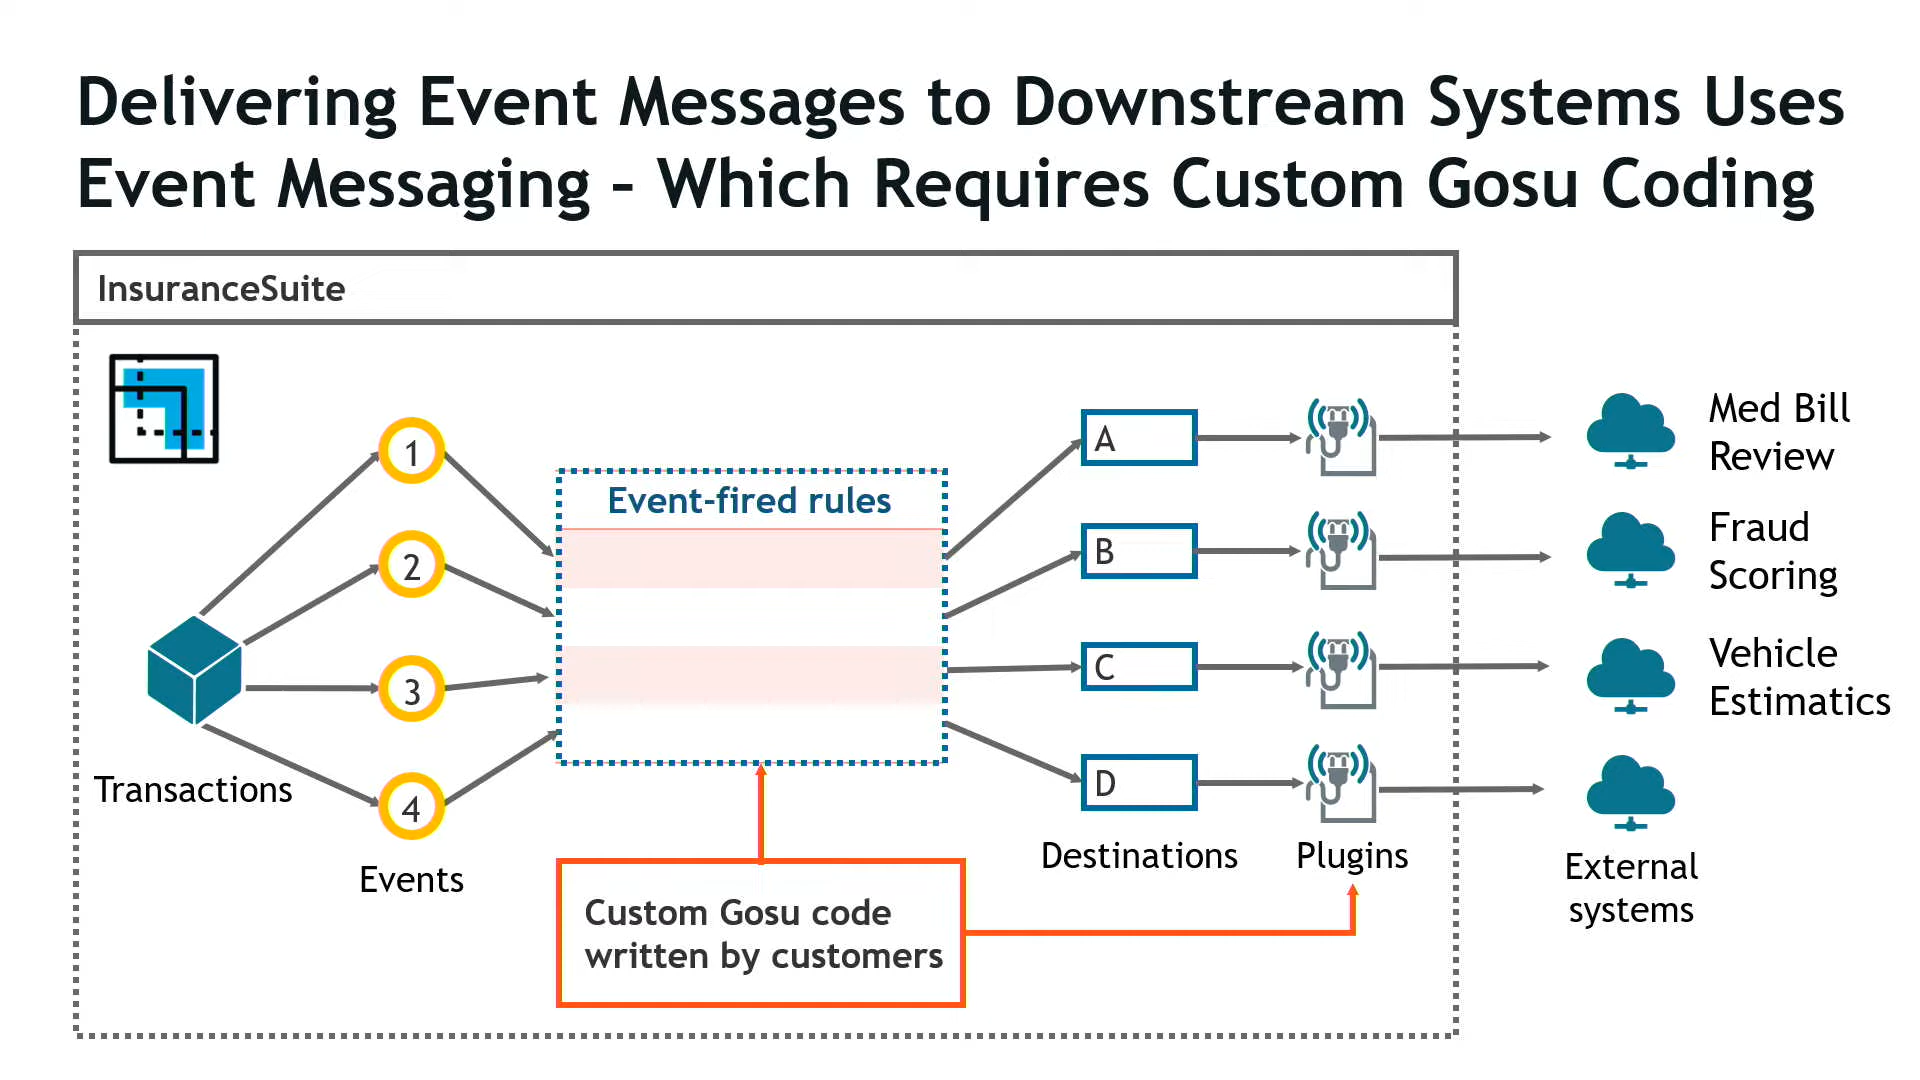 Delivering Event Messages to Downstream Systems Uses
Event Messaging – Which Requires Custom Gosu Coding
InsuranceSuite
1
2
3
4
Transactions
Events
Event-fired rules
Custom Gosu code
written by customers
A
B
C
D
Destinations
Plugins
Med Bill
Review
Fraud
Scoring
Vehicle
Estimatics
External
systems